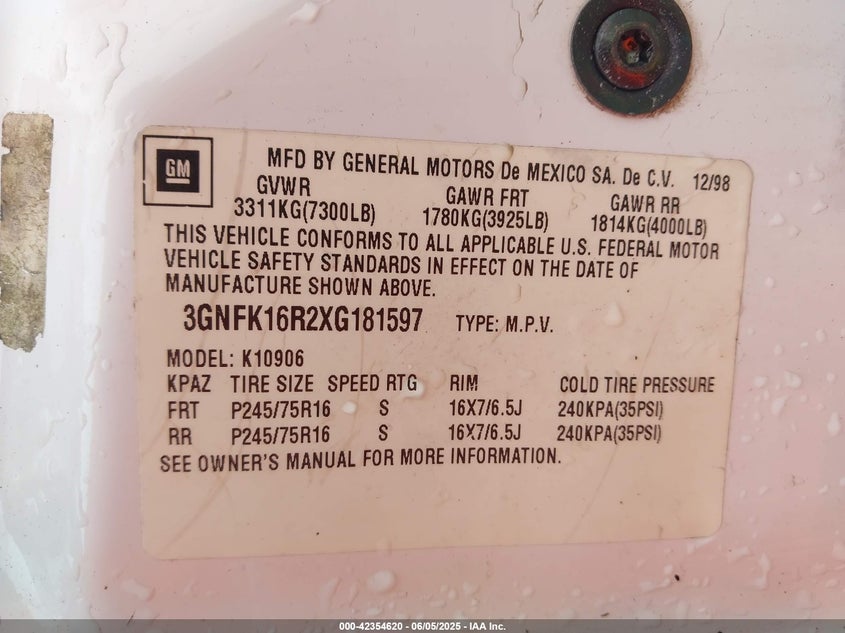 GM
MFD BY GENERAL MOTORS De MEXICO SA. De C.V. 12/98
GVWR GAWR FRT GAWR RR
3311KG(7300LB) 1780KG(3925LB) 1814KG(4000LB)
THIS VEHICLE CONFORMS TO ALL APPLICABLE U.S. FEDERAL MOTOR
VEHICLE SAFETY STANDARDS IN EFFECT ON THE DATE OF
MANUFACTURE SHOWN ABOVE.
3GNFK16R2XG181597 TYPE: M.P.V.
MODEL: K10906
KPAZ TIRE SIZE SPEED RTG RIM COLD TIRE PRESSURE
FRT P245/75R16 S 16X7/6.5J 240KPA(35PSI)
RR P245/75R16 S 16X7/6.5J 240KPA(35PSI)
SEE OWNER'S MANUAL FOR MORE INFORMATION.
000-42354620 - 06/05/2025 - IAA Inc.